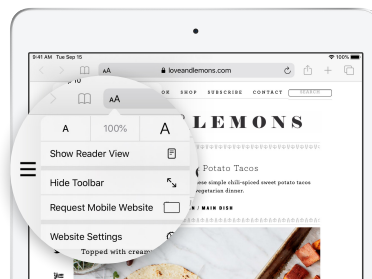 9:41 AM Tue Sep 15
100%
AA
loveandlemons.com
OK SHOP SUBSCRIBE CONTACT SEARCH
AA
LEMONS
A 100% A
Show Reader View
Potato Tacos
Hide Toolbar
ese simple chili-spiced sweet potato tacos
vegetarian dinner.
Request Mobile Website
N / MAIN DISH
Website Settings
Topped with cream